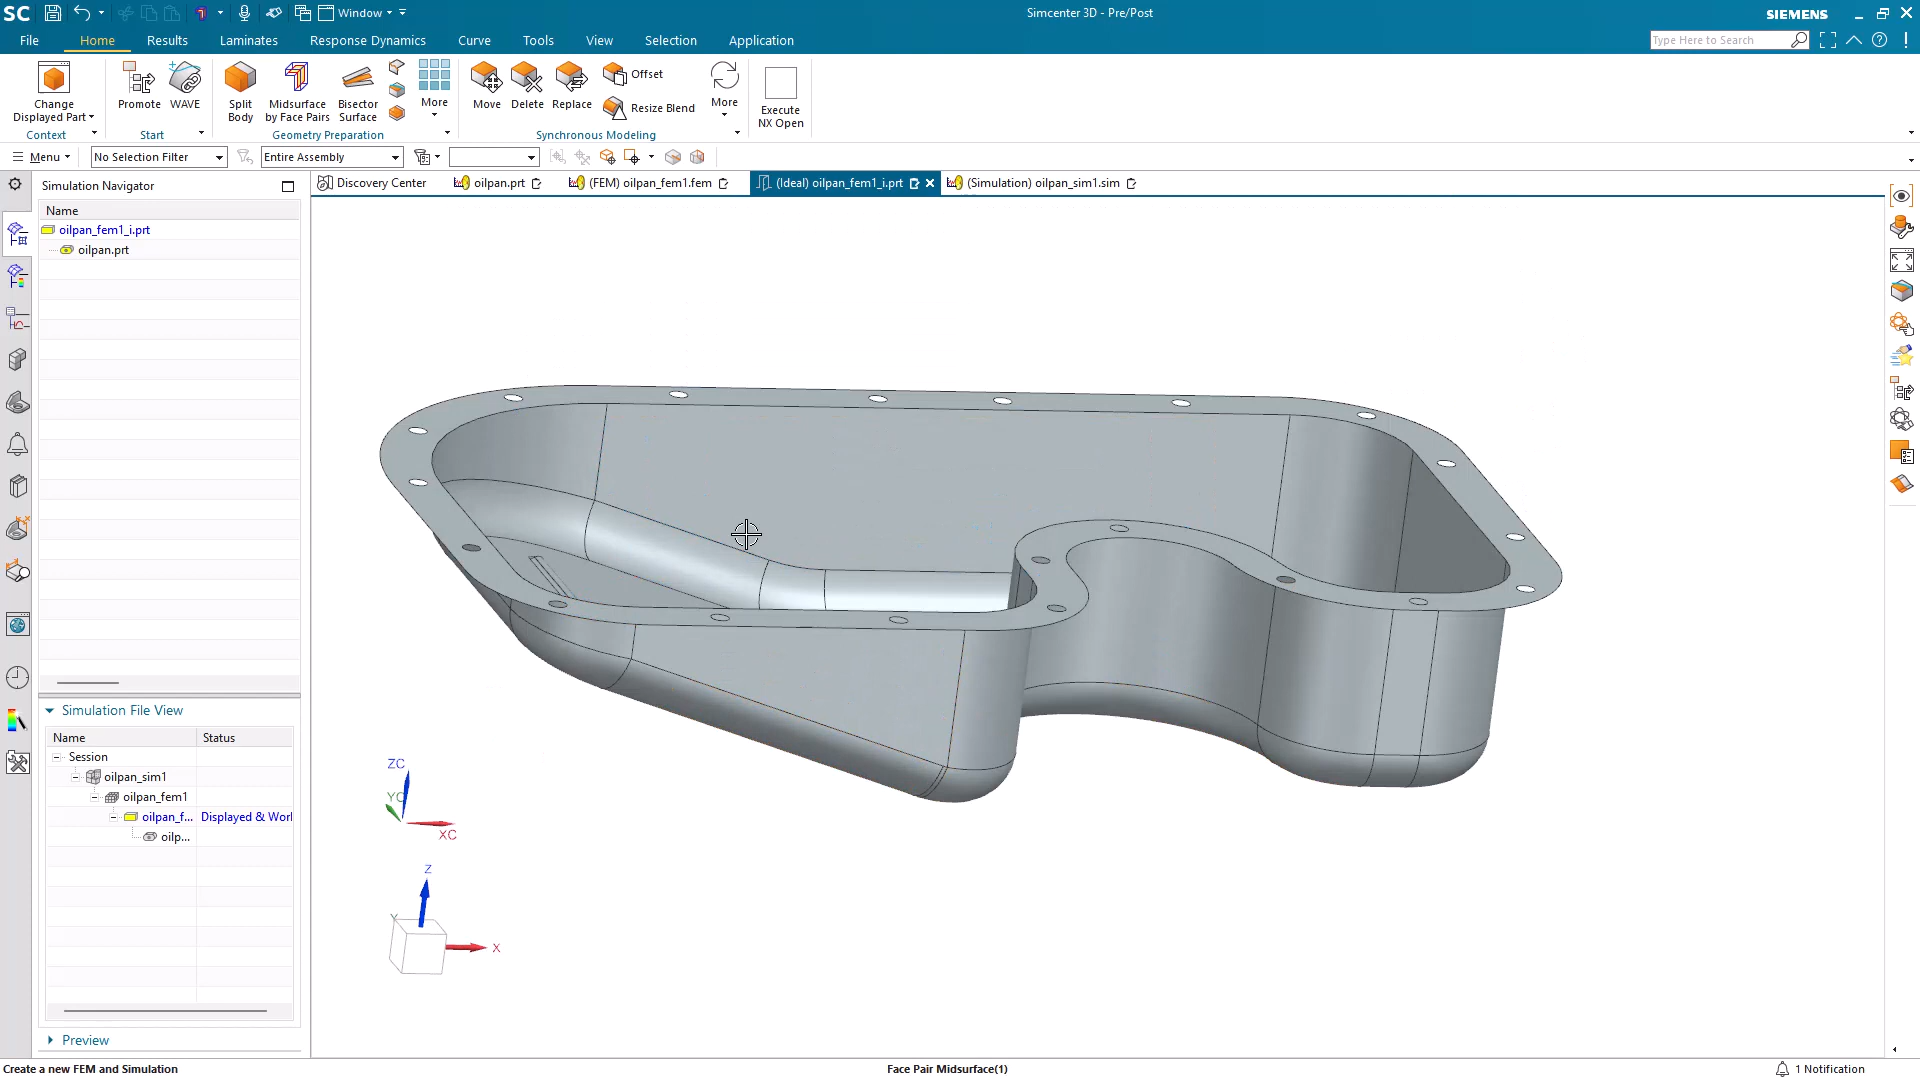 SC
Window
Simcenter 3D - Pre/Post
SIEMENS
File
Home
Results
Laminates
Response Dynamics
Curve
Tools
View
Selection
Application
Type Here to Search
Change
Displayed Part
Promote
WAVE
Split
Body
Midsurface
by Face Pairs
Bisector
Surface
More
Move
Delete
Replace
Offset
Resize Blend
More
Execute
NX Open
Context
Start
Geometry Preparation
Synchronous Modeling
Menu
No Selection Filter
Entire Assembly
Simulation Navigator
Discovery Center
oilpan.prt
(FEM) oilpan_fem1.fem
(Ideal) oilpan_fem1_i.prt
(Simulation) oilpan_sim1.sim
Name
oilpan_fem1_i.prt
oilpan.prt
Simulation File View
Name
Status
Session
oilpan_sim1
oilpan_fem1
oilpan_f...
Displayed & Worl
oilp...
Preview
ZC
YC
XC
Z
Y
X
Create a new FEM and Simulation
Face Pair Midsurface(1)
1 Notification